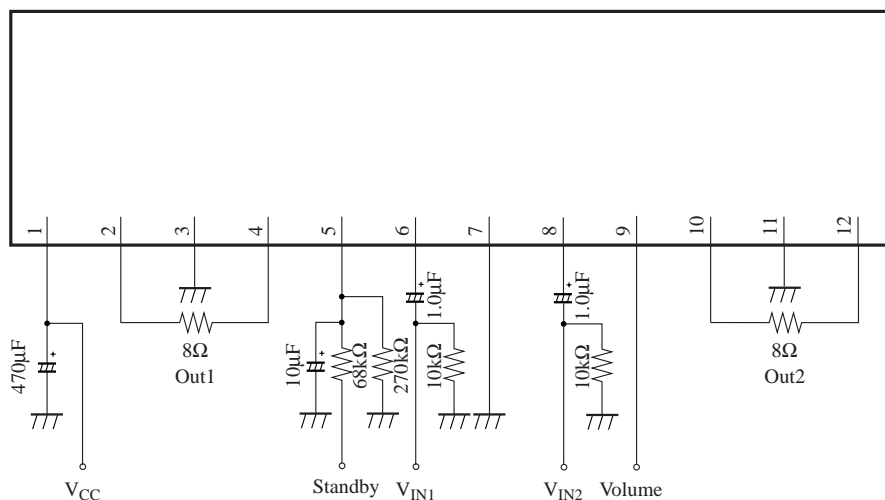 1 2 3 4 5 6 7 8 9 10 11 12
470µF
8Ω
Out1
10µF
68kΩ
270kΩ
1.0µF
10kΩ
1.0µF
10kΩ
8Ω
Out2
VCC
Standby
VIN1
VIN2
Volume
+
+
+
+